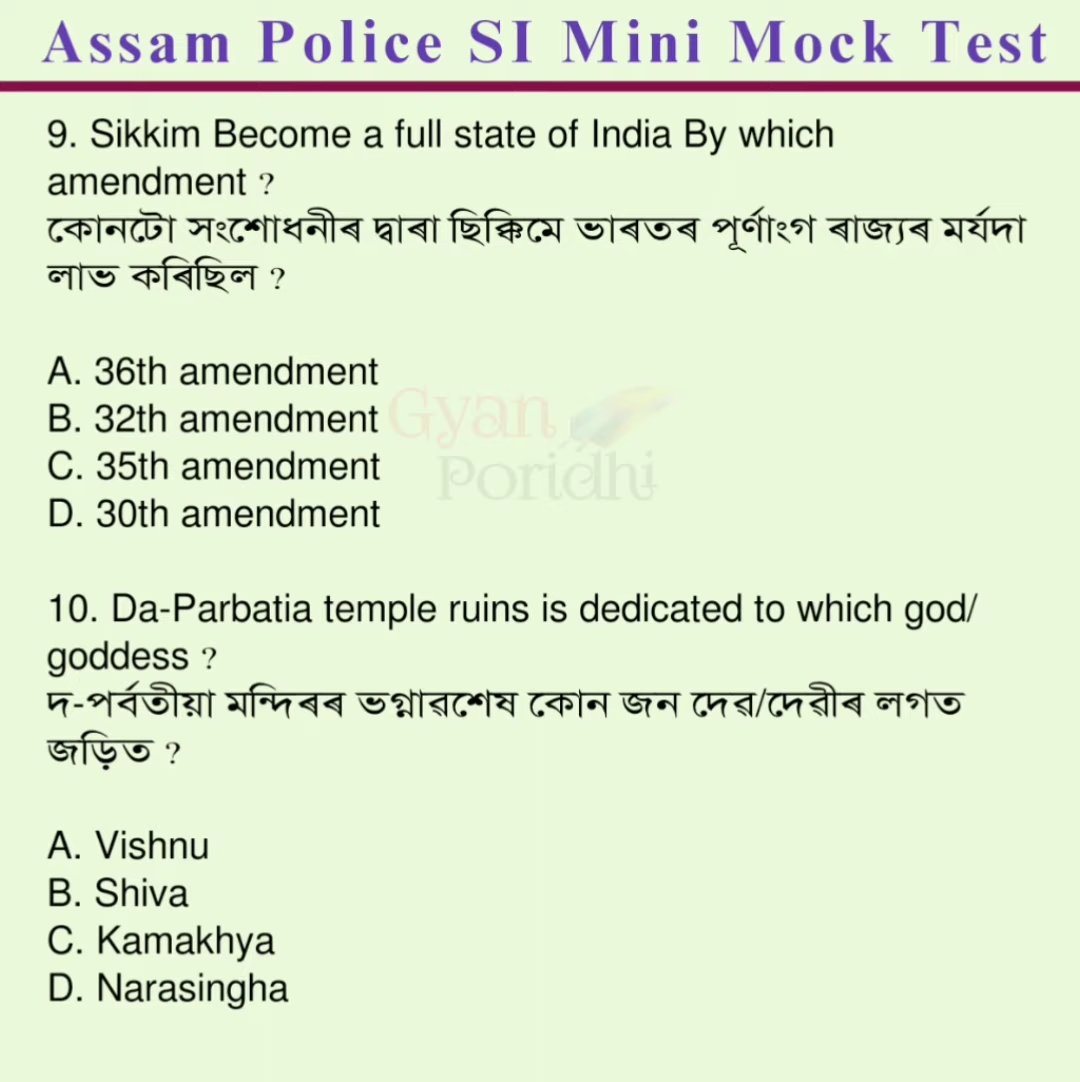 Assam Police SI Mini Mock Test
9. Sikkim Become a full state of India By which
amendment ?
কোনটো সংশোধনীৰ দ্বাৰা ছিক্কিমে ভাৰতৰ পূৰ্ণাংগ ৰাজ্যৰ মৰ্যদা
লাভ কৰিছিল ?
A. 36th amendment
B. 32th amendment
C. 35th amendment
D. 30th amendment
Gyan
Poridhi
10. Da-Parbatia temple ruins is dedicated to which god/
goddess ?
দ-পৰ্বতীয়া মন্দিৰৰ ভগ্নাৱশেষ কোন জন দেৱ/দেৱীৰ লগত
জড়িত ?
A. Vishnu
B. Shiva
C. Kamakhya
D. Narasingha